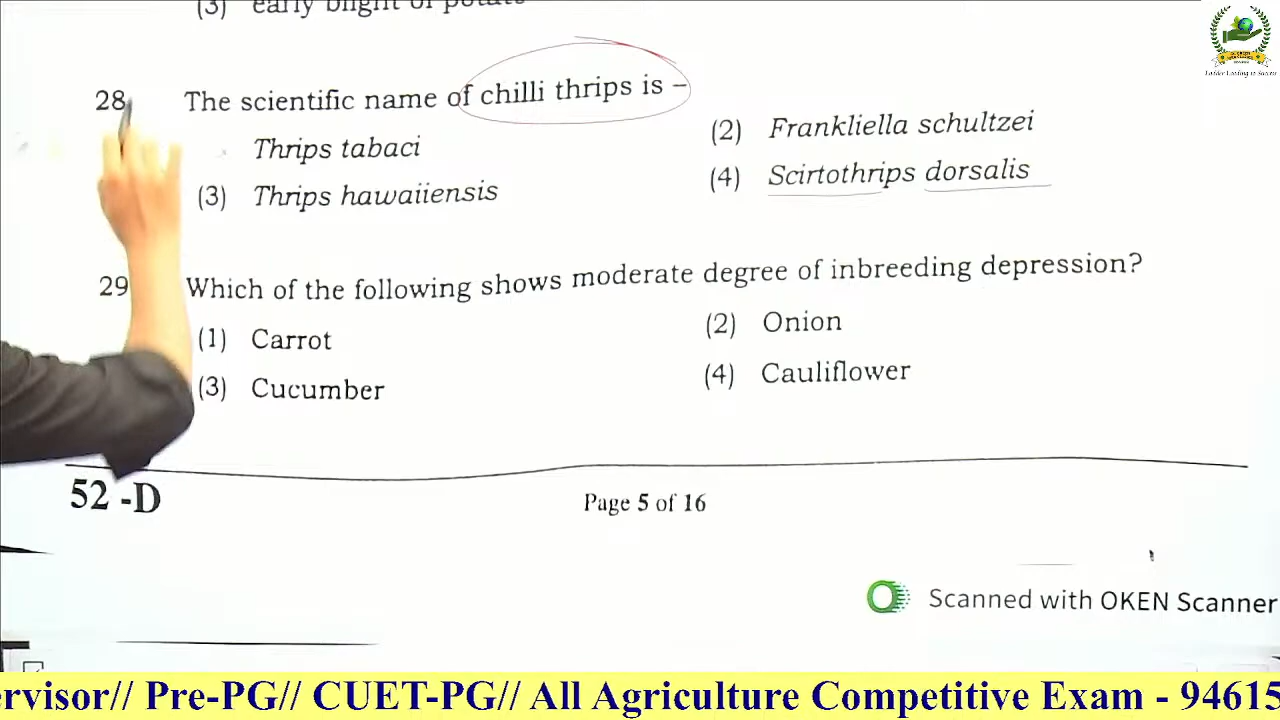 (3) early blight of potato
28 The scientific name of chilli thrips is –
Thrips tabaci
(2) Frankliella schultzei
(3) Thrips hawaiiensis
(4) Scirtothrips dorsalis
29 Which of the following shows moderate degree of inbreeding depression?
(1) Carrot
(2) Onion
(3) Cucumber
(4) Cauliflower
52 -D
Page 5 of 16
Scanned with OKEN Scanner
ervisor// Pre-PG// CUET-PG// All Agriculture Competitive Exam - 94615